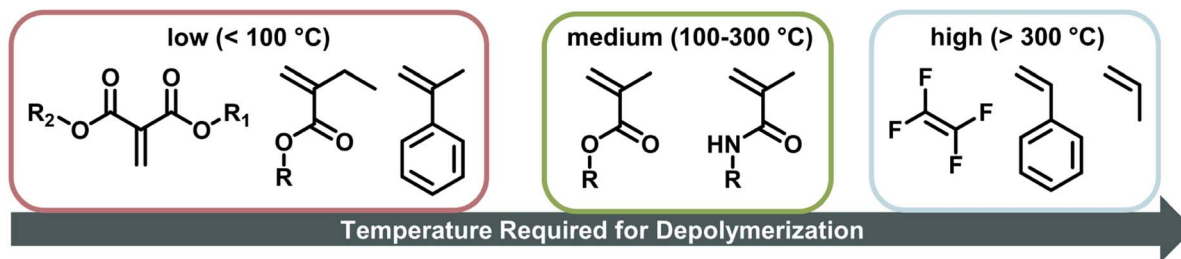 low (< 100 °C)
medium (100-300 °C)
high (> 300 °C)
O O
R2 O O R1
O O
R
O O
HN
R
F
F
F
F
Temperature Required for Depolymerization